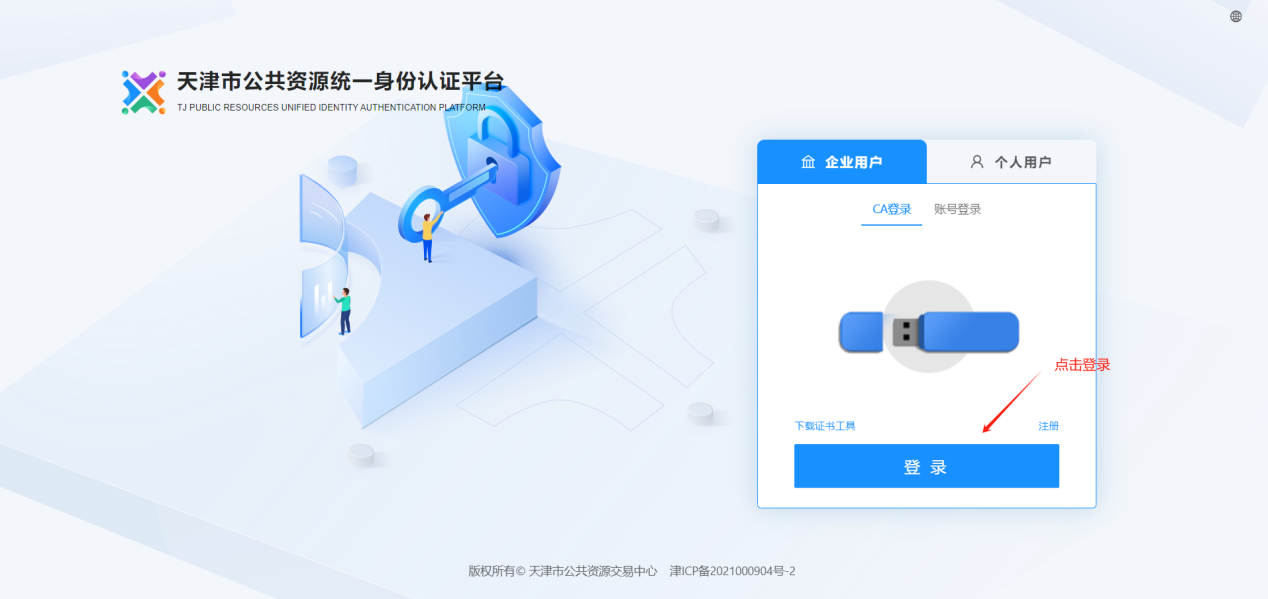 天津市公共资源统一身份认证平台
TJ PUBLIC RESOURCES UNIFIED IDENTITY AUTHENTICATION PLATFORM
企业用户
个人用户
CA登录
账号登录
点击登录
下载证书工具
注册
登 录
版权所有© 天津市公共资源交易中心 津ICP备2021000904号-2